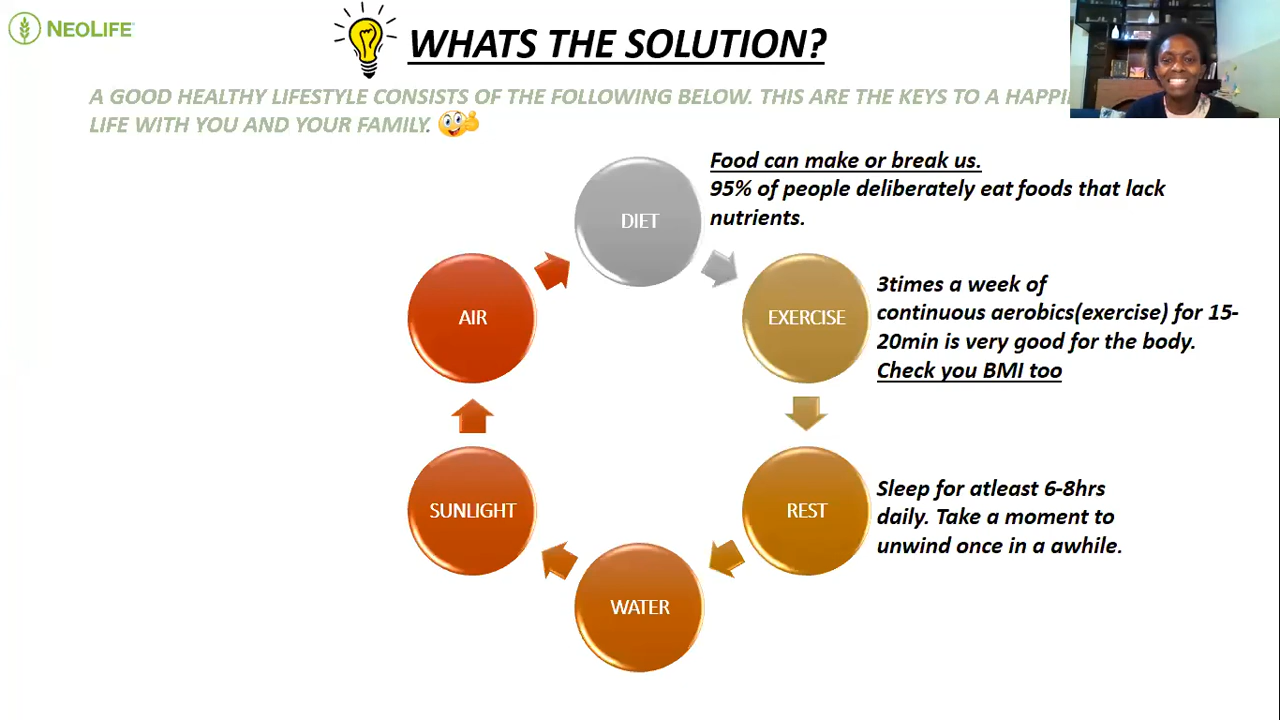 NEOLIFE
WHATS THE SOLUTION?
A GOOD HEALTHY LIFESTYLE CONSISTS OF THE FOLLOWING BELOW. THIS ARE THE KEYS TO A
LIFE WITH YOU AND YOUR FAMILY.
Food can make or break us.
95% of people deliberately eat foods that lack
nutrients.
DIET
AIR
EXERCISE
3times a week of
continuous aerobics(exercise) for 15-
20min is very good for the body.
Check you BMI too
SUNLIGHT
REST
Sleep for atleast 6-8hrs
daily. Take a moment to
unwind once in a awhile.
WATER